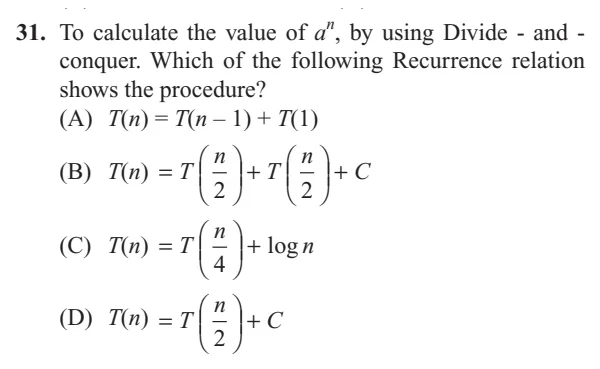 31. To calculate the value of aⁿ, by using Divide - and -
conquer. Which of the following Recurrence relation
shows the procedure?
(A) T(n) = T(n – 1) + T(1)
(B) T(n) = T(n/2) + T(n/2) + C
(C) T(n) = T(n/4) + log n
(D) T(n) = T(n/2) + C